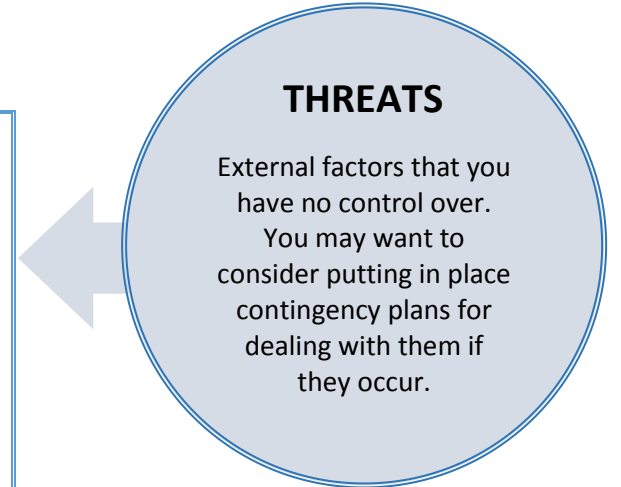 THREATS
External factors that you
have no control over.
You may want to
consider putting in place
contingency plans for
dealing with them if
they occur.